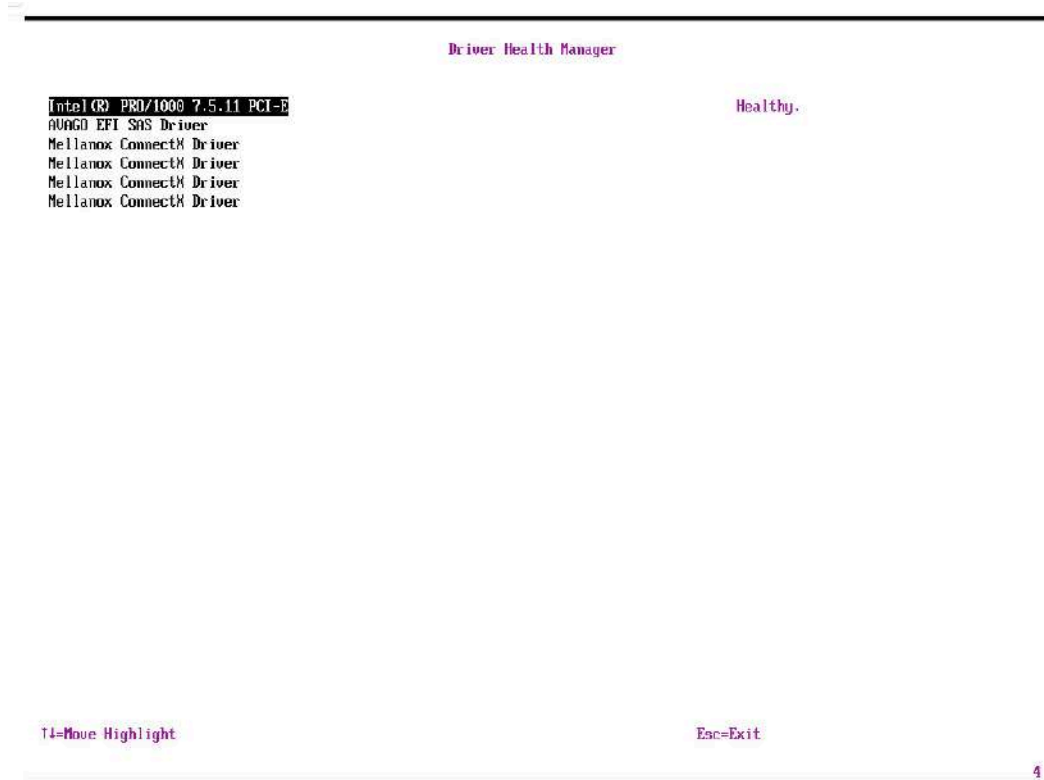 Driver Health Manager
Intel(R) PRO/1000 7.5.11 PCI-E
Healthy.
AVAGO EFI SAS Driver
Mellanox ConnectX Driver
Mellanox ConnectX Driver
Mellanox ConnectX Driver
Mellanox ConnectX Driver
↑↓=Move Highlight
Esc=Exit
4